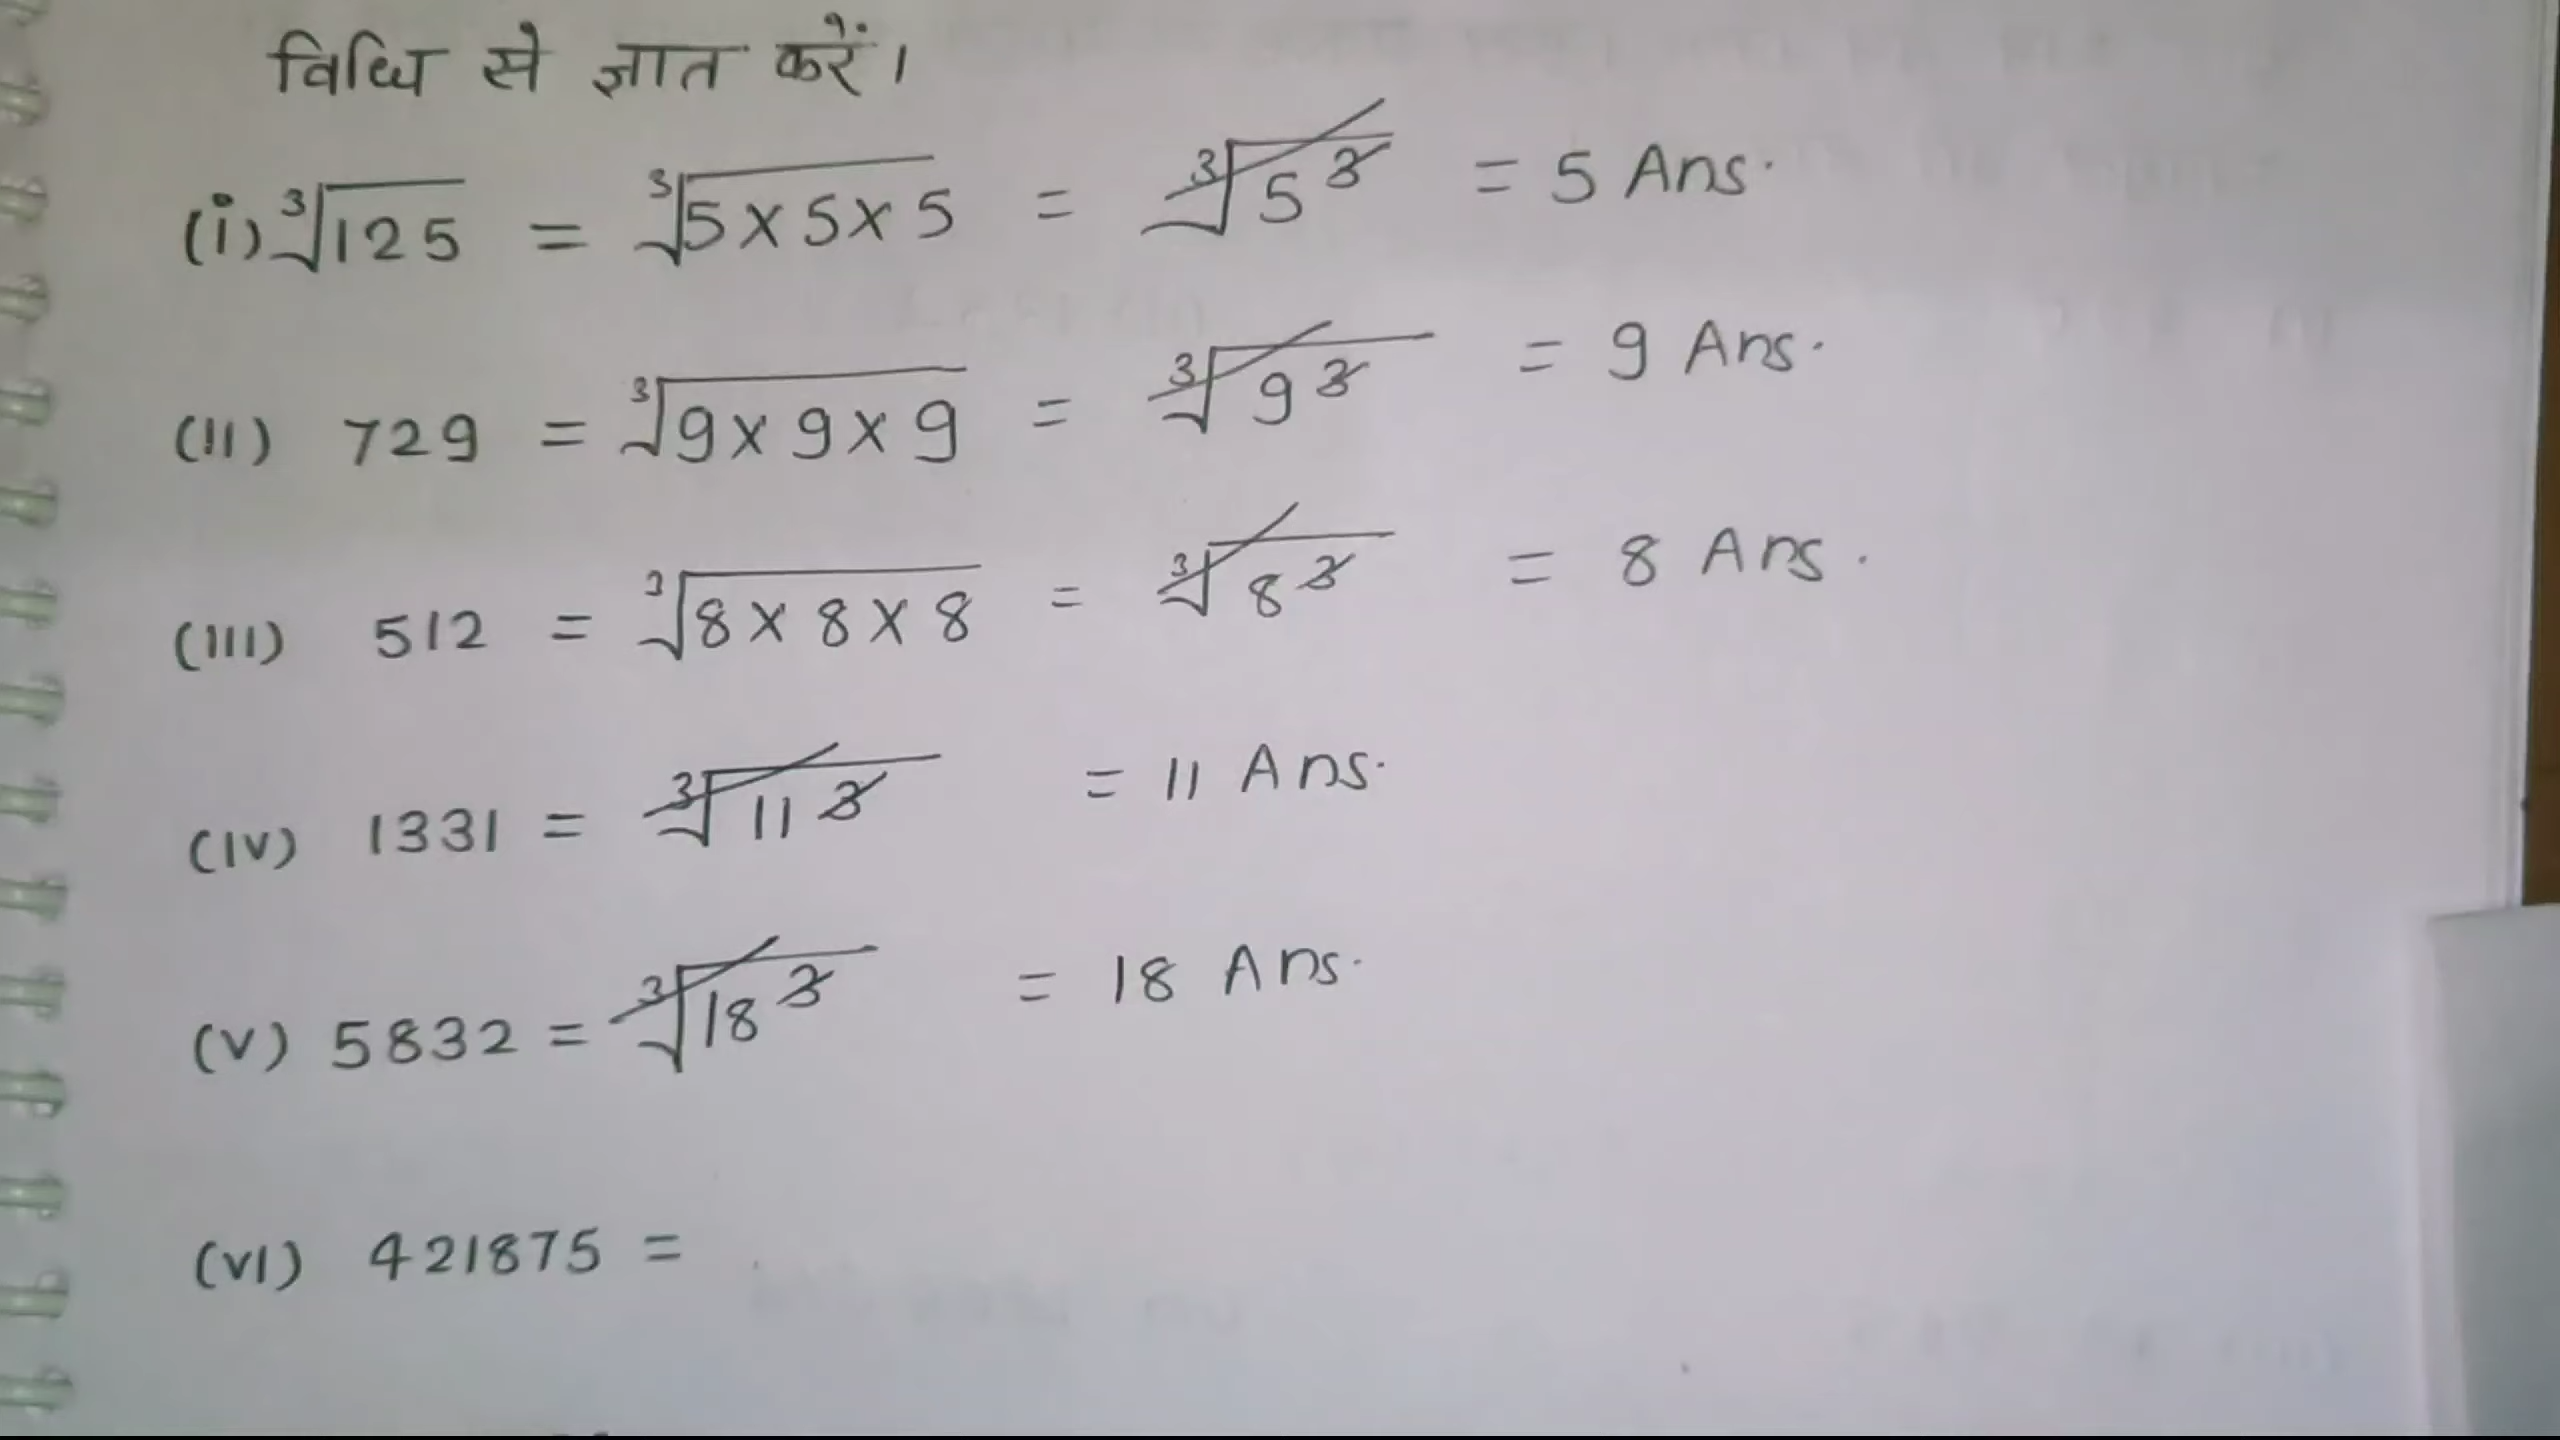 विधि से ज्ञात करें।
(i) ∛125 = ∛5×5×5 = ∛5³ = 5 Ans.
(II) 729 = ∛9×9×9 = ∛9³ = 9 Ans.
(III) 512 = ∛8×8×8 = ∛8³ = 8 Ans.
(IV) 1331 = ∛11³ = 11 Ans.
(V) 5832 = ∛18³ = 18 Ans.
(VI) 421875 =